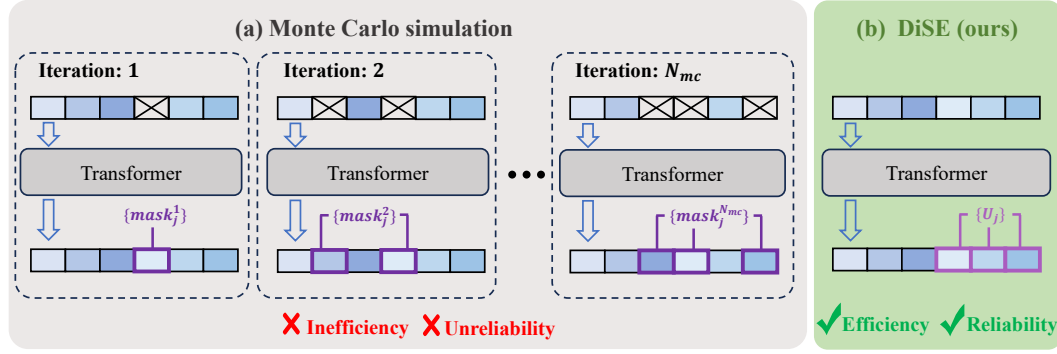 (a) Monte Carlo simulation
Iteration: 1
Transformer
{mask_j^1}
Iteration: 2
Transformer
{mask_j^2}
•••
Iteration: N_mc
Transformer
{mask_j^{N_mc}}
Inefficiency
Unreliability
(b) DiSE (ours)
Transformer
{U_j}
Efficiency
Reliability